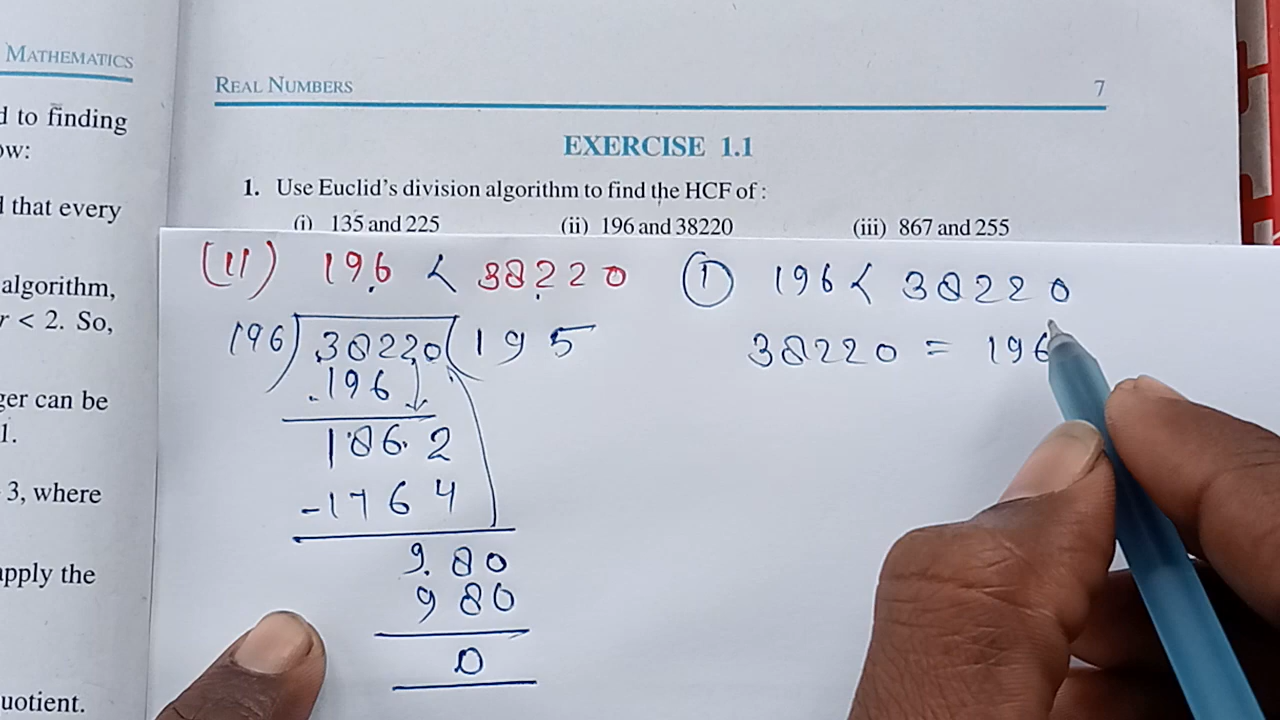 MATHEMATICS
d to finding
ow:
d that every
algorithm,
r < 2. So,
ger can be
1.
3, where
apply the
uotient.
REAL NUMBERS 7
EXERCISE 1.1
1. Use Euclid's division algorithm to find the HCF of :
(i) 135 and 225 (ii) 196 and 38220 (iii) 867 and 255
(II) 196 < 38220
196) 38220 ( 195
196
1862
-1764
980
980
0
① 196 < 38220
38220 = 196